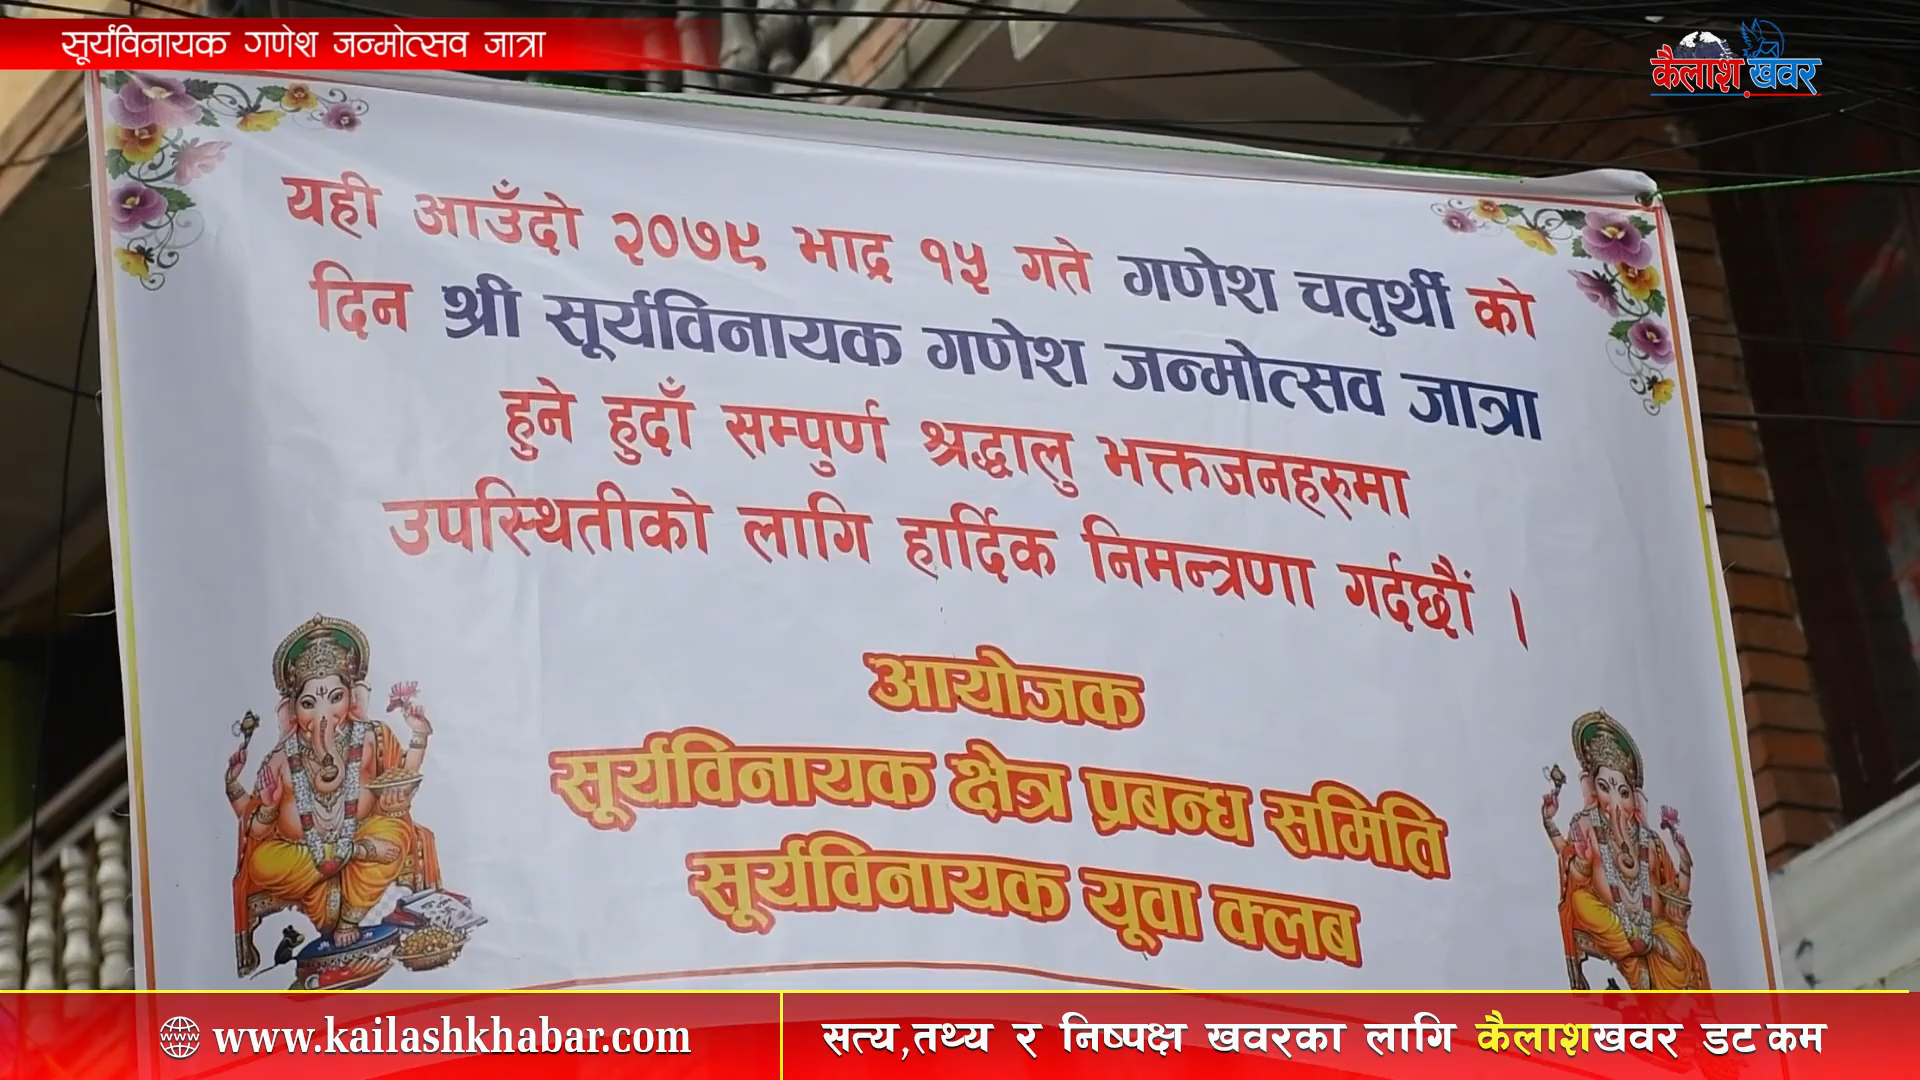 सूर्यविनायक गणेश जन्मोत्सव जात्रा
कैलाश खबर
यही आउँदो २०७९ भाद्र १५ गते गणेश चतुर्थी को
दिन श्री सूर्यविनायक गणेश जन्मोत्सव जात्रा
हुने हुदाँ सम्पुर्ण श्रद्धालु भक्तजनहरुमा
उपस्थितीको लागि हार्दिक निमन्त्रणा गर्दछौं ।
आयोजक
सूर्यविनायक क्षेत्र प्रबन्ध समिति
सूर्यविनायक यूवा क्लब
www.kailashkhabar.com
सत्य,तथ्य र निष्पक्ष खवरका लागि कैलाशखवर डट कम